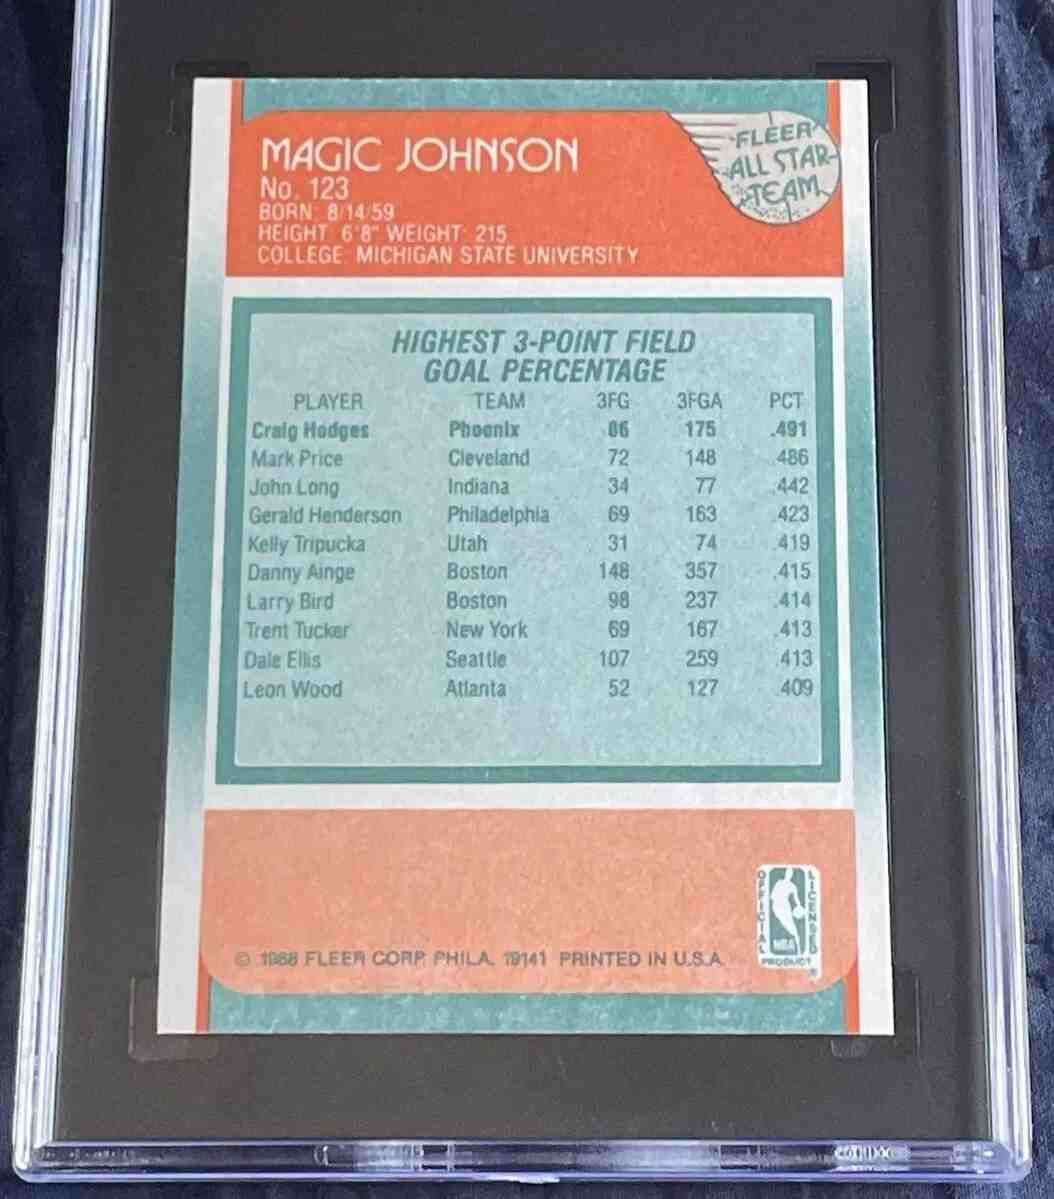 MAGIC JOHNSON
No. 123
BORN: 8/14/59
HEIGHT: 6'8" WEIGHT: 215
COLLEGE: MICHIGAN STATE UNIVERSITY
FLEER
ALL STAR
TEAM
HIGHEST 3-POINT FIELD
GOAL PERCENTAGE
PLAYER TEAM 3FG 3FGA PCT
Craig Hodges Phoenix 86 175 .491
Mark Price Cleveland 72 148 .486
John Long Indiana 34 77 .442
Gerald Henderson Philadelphia 69 163 .423
Kelly Tripucka Utah 31 74 .419
Danny Ainge Boston 148 357 .415
Larry Bird Boston 98 237 .414
Trent Tucker New York 69 167 .413
Dale Ellis Seattle 107 259 .413
Leon Wood Atlanta 52 127 .409
OFFICIAL
LICENSED
NBA
PRODUCT
®
© 1988 FLEER CORP. PHILA. 19141 PRINTED IN U.S.A.